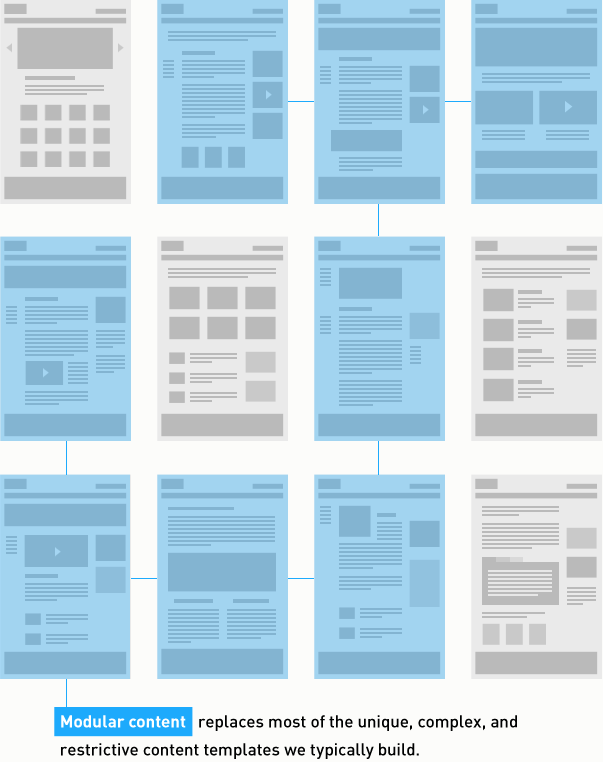 Modular content replaces most of the unique, complex, and
restrictive content templates we typically build.